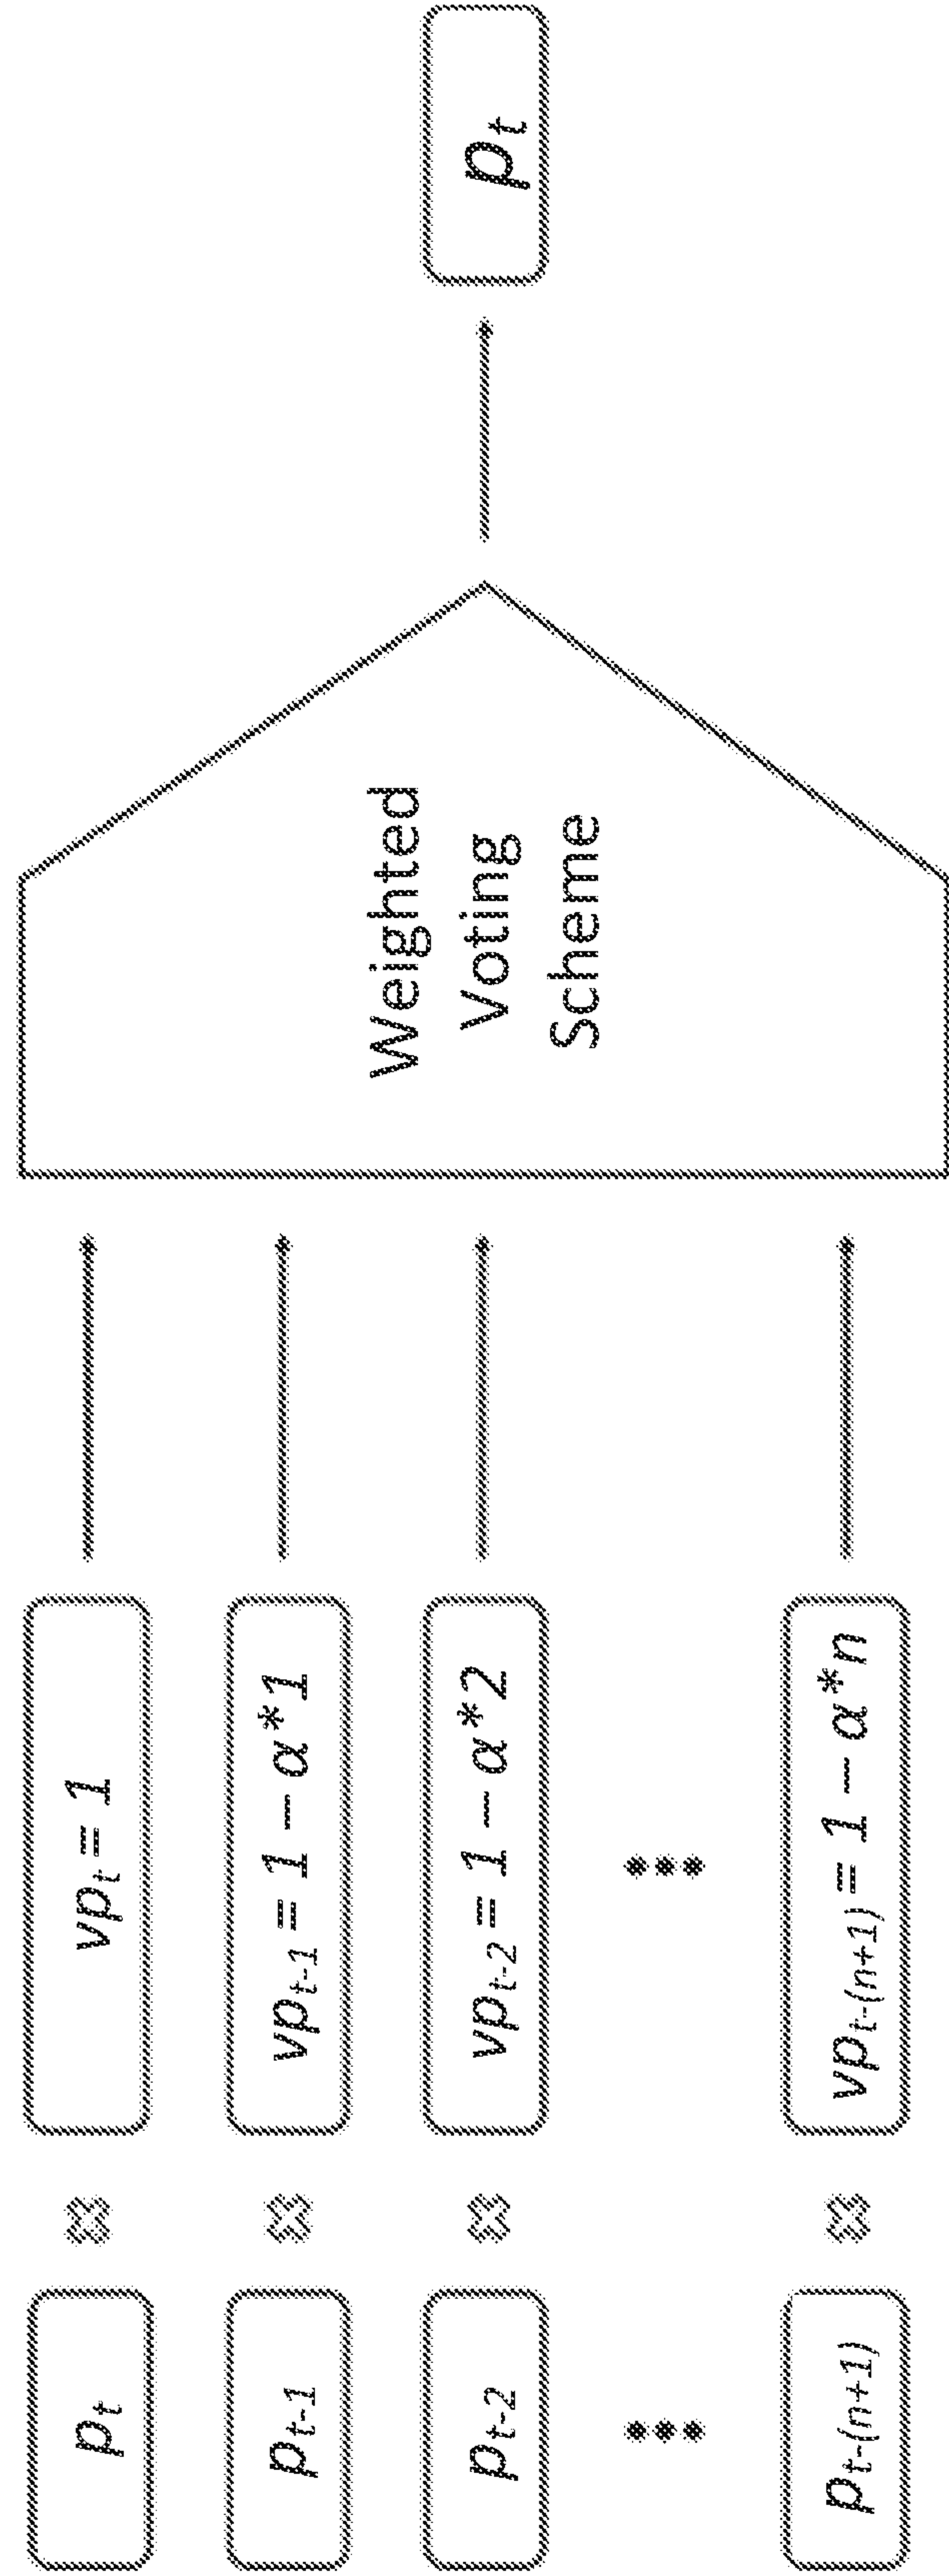 p_t
vp_t = 1
p_{t-1}
vp_{t-1} = 1 − α*1
p_{t-2}
vp_{t-2} = 1 − α*2
p_{t-(n+1)}
vp_{t-(n+1)} = 1 − α*n
Weighted
Voting
Scheme
p_t